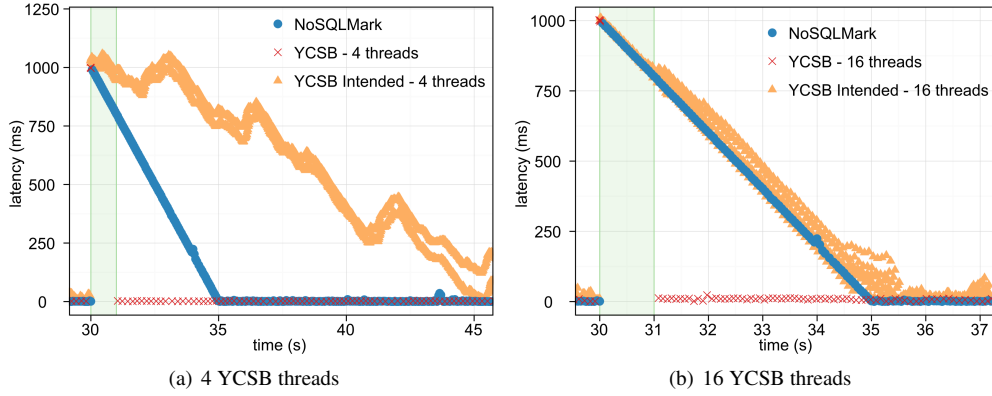 1250
1000
750
500
250
0
latency (ms)
NoSQLMark
YCSB - 4 threads
YCSB Intended - 4 threads
30
35
40
45
time (s)
(a) 4 YCSB threads
1000
750
500
250
0
latency (ms)
NoSQLMark
YCSB - 16 threads
YCSB Intended - 16 threads
30
31
32
33
34
35
36
37
time (s)
(b) 16 YCSB threads